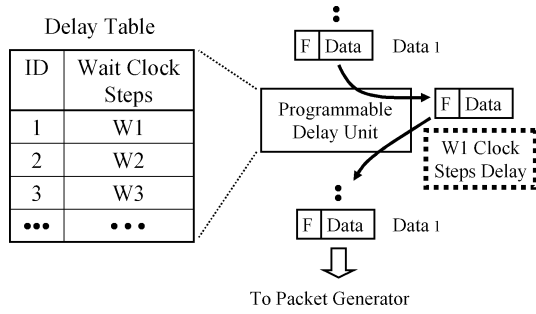 Delay Table
ID Wait Clock Steps
1 W1
2 W2
3 W3
••• •••
F Data Data 1
Programmable
Delay Unit
F Data
W1 Clock
Steps Delay
F Data Data 1
To Packet Generator